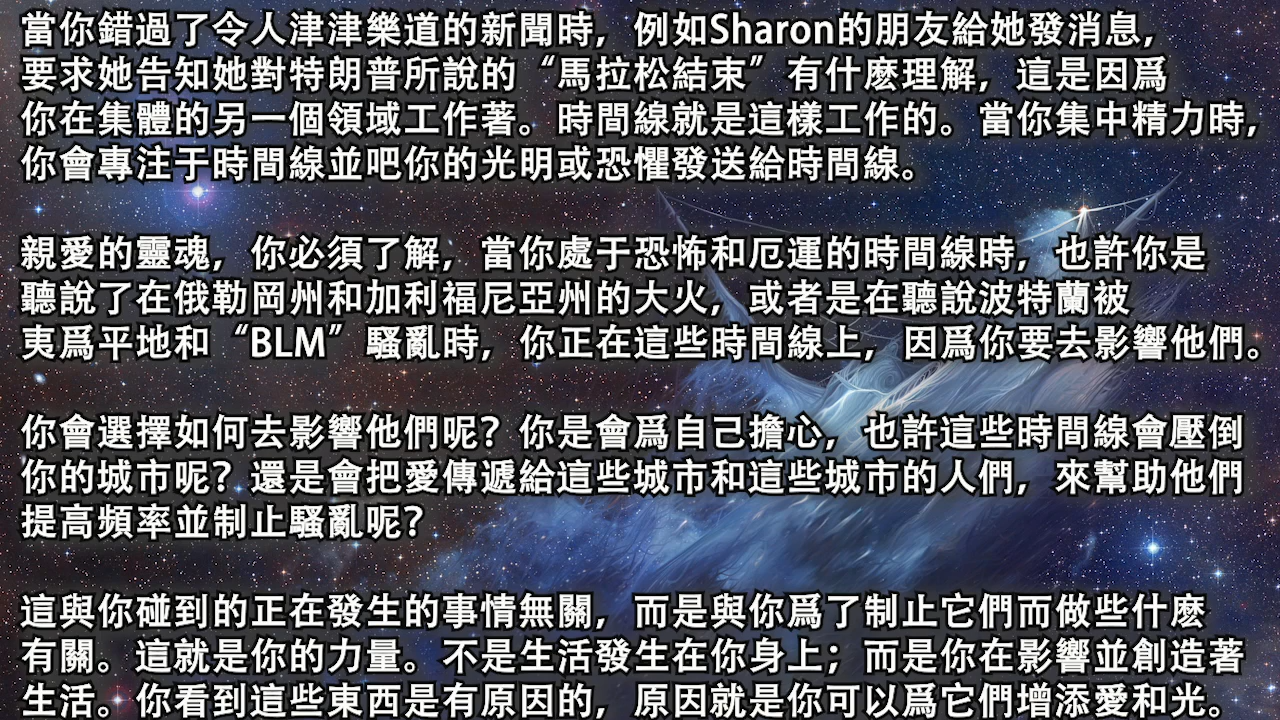 當你錯過了令人津津樂道的新聞時，例如Sharon的朋友給她發消息，
要求她告知她對特朗普所說的“馬拉松結束”有什麽理解，這是因爲
你在集體的另一個領域工作著。時間線就是這樣工作的。當你集中精力時，
你會專注于時間線並吧你的光明或恐懼發送給時間線。
親愛的靈魂，你必須了解，當你處于恐怖和厄運的時間線時，也許你是
聽說了在俄勒岡州和加利福尼亞州的大火，或者是在聽說波特蘭被
夷爲平地和“BLM”騷亂時，你正在這些時間線上，因爲你要去影響他們。
你會選擇如何去影響他們呢？你是會爲自己擔心，也許這些時間線會壓倒
你的城市呢？還是會把愛傳遞給這些城市和這些城市的人們，來幫助他們
提高頻率並制止騷亂呢？
這與你碰到的正在發生的事情無關，而是與你爲了制止它們而做些什麽
有關。這就是你的力量。不是生活發生在你身上；而是你在影響並創造著
生活。你看到這些東西是有原因的，原因就是你可以爲它們增添愛和光。